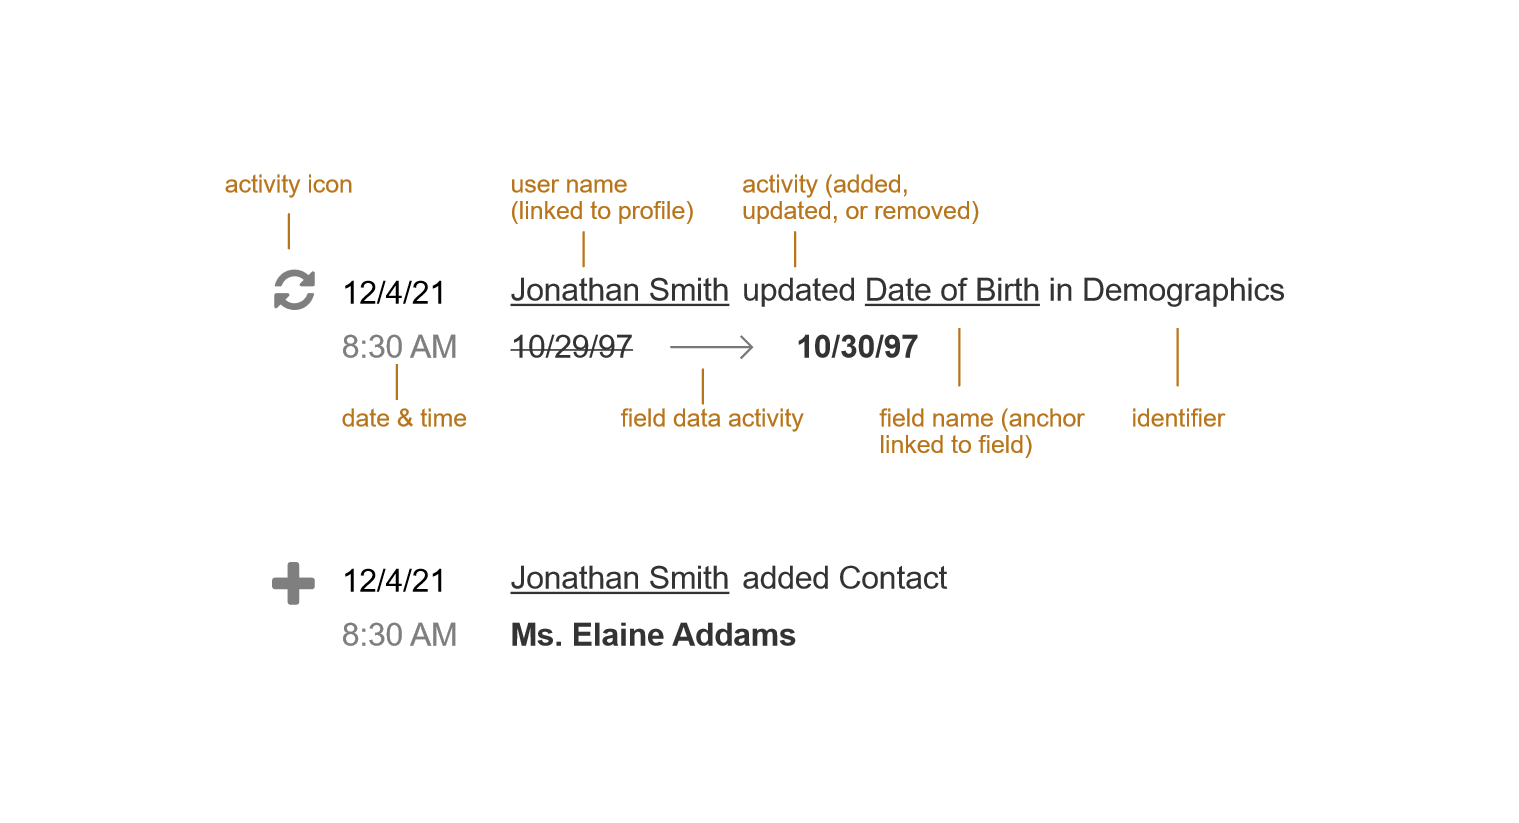 activity icon
user name
(linked to profile)
activity (added,
updated, or removed)
12/4/21
Jonathan Smith updated Date of Birth in Demographics
8:30 AM
10/29/97
10/30/97
date & time
field data activity
field name (anchor
linked to field)
identifier
12/4/21
Jonathan Smith added Contact
8:30 AM
Ms. Elaine Addams